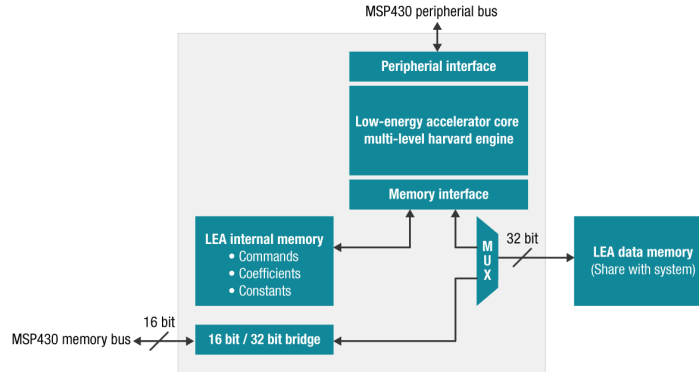 MSP430 peripherial bus
Peripherial interface
Low-energy accelerator core
multi-level harvard engine
Memory interface
LEA internal memory
• Commands
• Coefficients
• Constants
MUX
32 bit
LEA data memory
(Share with system)
16 bit
MSP430 memory bus
16 bit / 32 bit bridge